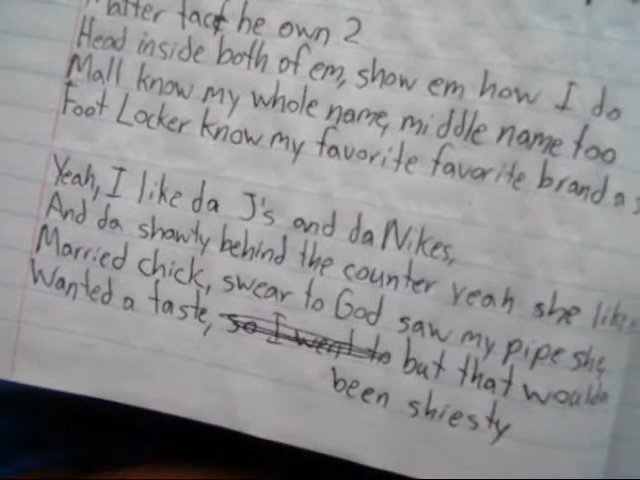 Matter fact he own 2
Head inside both of em, show em how I do
Mall know my whole name, middle name too
Foot Locker know my favorite favorite brand
Yeah, I like da J's and da Nikes,
And da shawty behind the counter yeah she
Married chick, swear to God saw my pipe she
Wanted a taste, so I went to but that
been shiesty